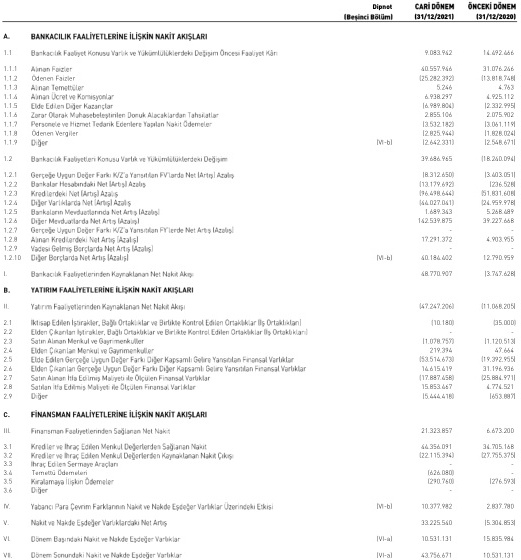 Dipnot CARİ DÖNEM ÖNCEKİ DÖNEM
(Beşinci Bölüm) (31/12/2021) (31/12/2020)
A. BANKACILIK FAALİYETLERİNE İLİŞKİN NAKİT AKIŞLARI
1.1 Bankacılık Faaliyet Konusu Varlık ve Yükümlülüklerdeki Değişim Öncesi Faaliyet Kârı 9.083.942 14.492.466
1.1.1 Alınan Faizler 40.557.946 31.076.246
1.1.2 Ödenen Faizler (25.282.392) (13.818.748)
1.1.3 Alınan Temettüler 5.246 4.763
1.1.4 Alınan Ücret ve Komisyonlar 6.938.297 4.925.112
1.1.5 Elde Edilen Diğer Kazançlar (6.989.804) (2.332.995)
1.1.6 Zarar Olarak Muhasebeleştirilen Donuk Alacaklardan Tahsilatlar 2.855.106 2.075.902
1.1.7 Personele ve Hizmet Tedarik Edenlere Yapılan Nakit Ödemeler (3.532.182) (3.061.119)
1.1.8 Ödenen Vergiler (2.825.944) (1.828.024)
1.1.9 Diğer (VI-b) (2.642.331) (2.548.671)
1.2 Bankacılık Faaliyetleri Konusu Varlık ve Yükümlülüklerdeki Değişim 39.686.965 (18.240.094)
1.2.1 Gerçeğe Uygun Değer Farkı K/Z'a Yansıtılan FV'larda Net (Artış) Azalış (8.312.650) (3.403.051)
1.2.2 Bankalar Hesabındaki Net (Artış) Azalış (13.179.692) (236.528)
1.2.3 Kredilerdeki Net (Artış) Azalış (96.498.644) (51.831.608)
1.2.4 Diğer Varlıklarda Net (Artış) Azalış (44.027.041) (24.959.978)
1.2.5 Bankaların Mevduatlarında Net Artış (Azalış) 1.689.343 5.268.489
1.2.6 Diğer Mevduatlarda Net Artış (Azalış) 142.539.875 39.227.668
1.2.7 Gerçeğe Uygun Değer Farkı K/Z'a Yansıtılan FY'lerde Net Artış (Azalış) - -
1.2.8 Alınan Kredilerdeki Net Artış (Azalış) 17.291.372 4.903.955
1.2.9 Vadesi Gelmiş Borçlarda Net Artış (Azalış) - -
1.2.10 Diğer Borçlarda Net Artış (Azalış) (VI-b) 40.184.402 12.790.959
I. Bankacılık Faaliyetlerinden Kaynaklanan Net Nakit Akışı 48.770.907 (3.747.628)
B. YATIRIM FAALİYETLERİNE İLİŞKİN NAKİT AKIŞLARI
II. Yatırım Faaliyetlerinden Kaynaklanan Net Nakit Akışı (47.247.206) (11.068.205)
2.1 İktisap Edilen İştirakler, Bağlı Ortaklıklar ve Birlikte Kontrol Edilen Ortaklıklar (İş Ortaklıkları) (10.180) (35.000)
2.2 Elden Çıkarılan İştirakler, Bağlı Ortaklıklar ve Birlikte Kontrol Edilen Ortaklıklar (İş Ortaklıkları) - -
2.3 Satın Alınan Menkul ve Gayrimenkuller (1.078.757) (1.120.513)
2.4 Elden Çıkarılan Menkul ve Gayrimenkuller 219.394 47.664
2.5 Elde Edilen Gerçeğe Uygun Değer Farkı Diğer Kapsamlı Gelire Yansıtılan Finansal Varlıklar (53.514.673) (19.392.955)
2.6 Elden Çıkarılan Gerçeğe Uygun Değer Farkı Diğer Kapsamlı Gelire Yansıtılan Finansal Varlıklar 14.615.419 31.196.936
2.7 Satın Alınan İtfa Edilmiş Maliyeti ile Ölçülen Finansal Varlıklar (17.887.458) (25.884.971)
2.8 Satılan İtfa Edilmiş Maliyeti ile Ölçülen Finansal Varlıklar 15.853.467 4.774.521
2.9 Diğer (5.444.418) (653.887)
C. FİNANSMAN FAALİYETLERİNE İLİŞKİN NAKİT AKIŞLARI
III. Finansman Faaliyetlerinden Sağlanan Net Nakit 21.323.857 6.673.200
3.1 Krediler ve İhraç Edilen Menkul Değerlerden Sağlanan Nakit 44.356.091 34.705.168
3.2 Krediler ve İhraç Edilen Menkul Değerlerden Kaynaklanan Nakit Çıkışı (22.115.394) (27.755.375)
3.3 İhraç Edilen Sermaye Araçları - -
3.4 Temettü Ödemeleri (626.080) -
3.5 Kiralamaya İlişkin Ödemeler (290.760) (276.593)
3.6 Diğer - -
IV. Yabancı Para Çevrim Farklarının Nakit ve Nakde Eşdeğer Varlıklar Üzerindeki Etkisi (VI-b) 10.377.982 2.837.780
V. Nakit ve Nakde Eşdeğer Varlıklardaki Net Artış 33.225.540 (5.304.853)
VI. Dönem Başındaki Nakit ve Nakde Eşdeğer Varlıklar (VI-a) 10.531.131 15.835.984
VII. Dönem Sonundaki Nakit ve Nakde Eşdeğer Varlıklar (VI-a) 43.756.671 10.531.131